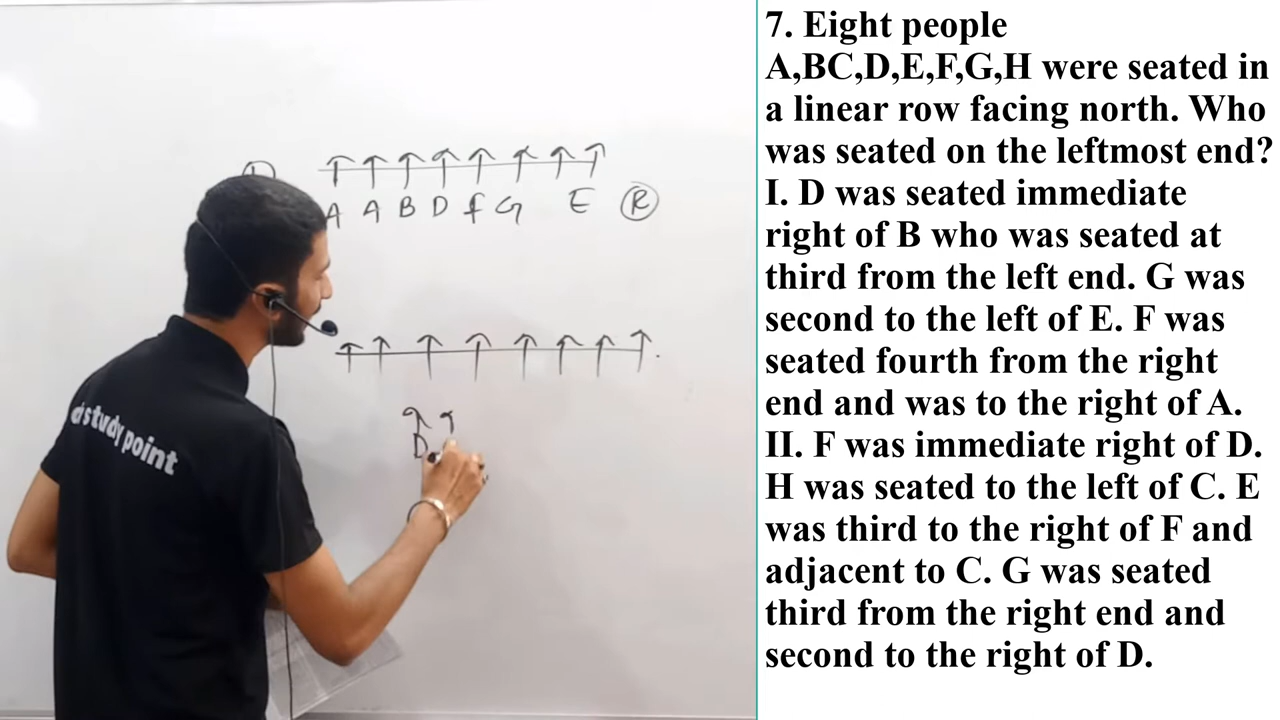 A A B D f G E R
D
d study point
7. Eight people
A,BC,D,E,F,G,H were seated in
a linear row facing north. Who
was seated on the leftmost end?
I. D was seated immediate
right of B who was seated at
third from the left end. G was
second to the left of E. F was
seated fourth from the right
end and was to the right of A.
II. F was immediate right of D.
H was seated to the left of C. E
was third to the right of F and
adjacent to C. G was seated
third from the right end and
second to the right of D.